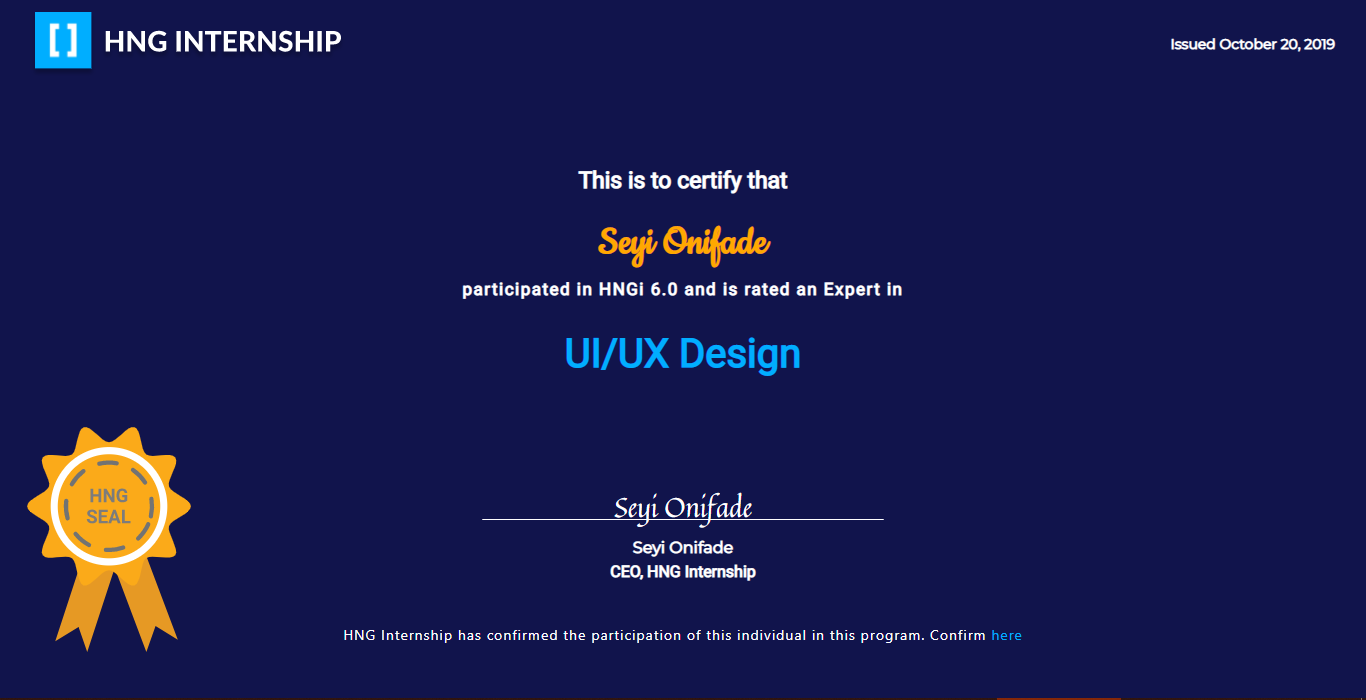 HNG INTERNSHIP
Issued October 20, 2019
This is to certify that
Seyi Onifade
participated in HNGi 6.0 and is rated an Expert in
UI/UX Design
HNG
SEAL
Seyi Onifade
Seyi Onifade
CEO, HNG Internship
HNG Internship has confirmed the participation of this individual in this program. Confirm here